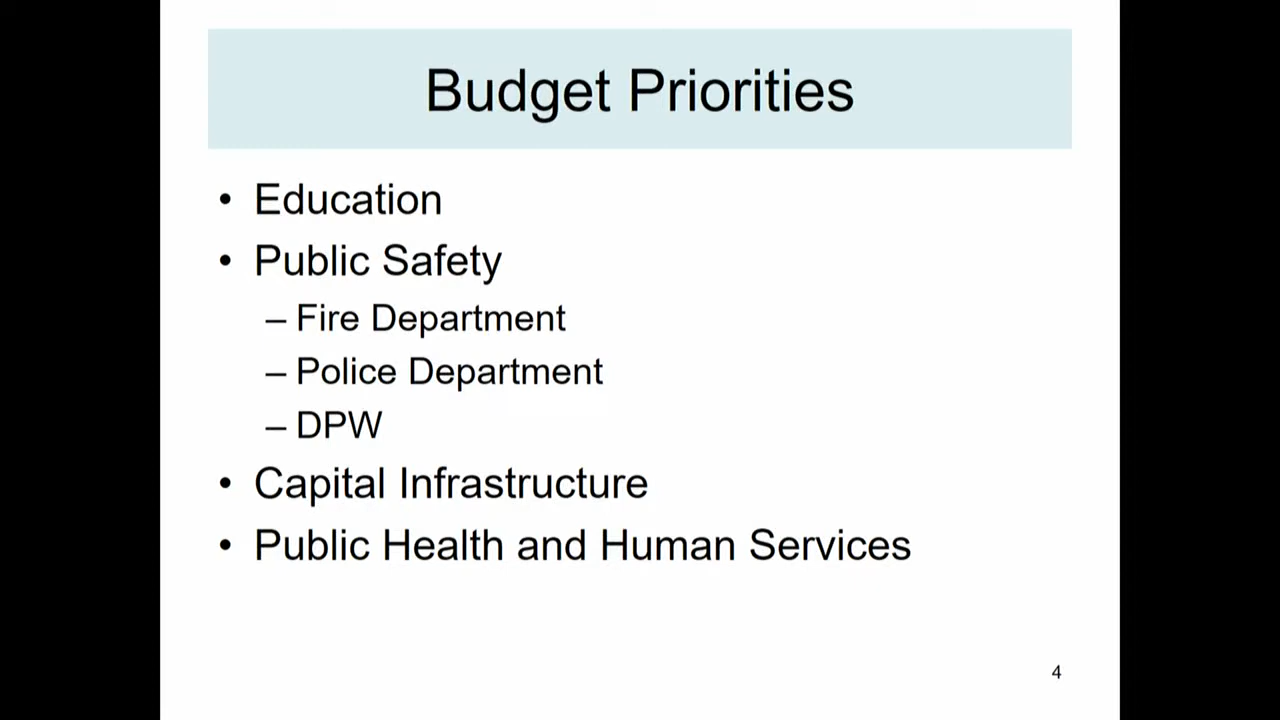 Budget Priorities
• Education
• Public Safety
– Fire Department
– Police Department
– DPW
• Capital Infrastructure
• Public Health and Human Services
4